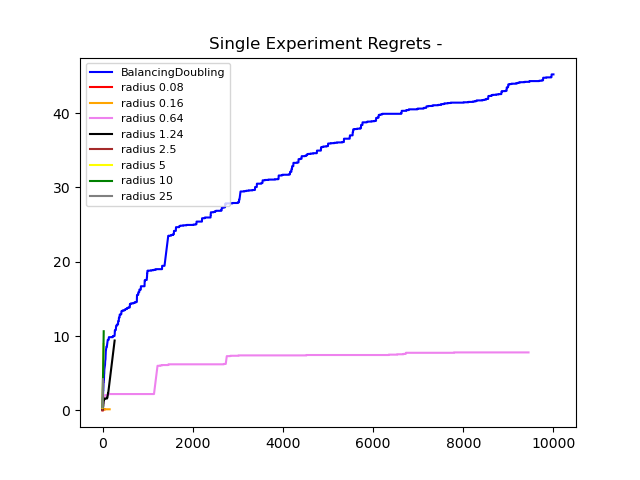 Single Experiment Regrets -
BalancingDoubling
radius 0.08
radius 0.16
radius 0.64
radius 1.24
radius 2.5
radius 5
radius 10
radius 25
40
30
20
10
0
0 2000 4000 6000 8000 10000